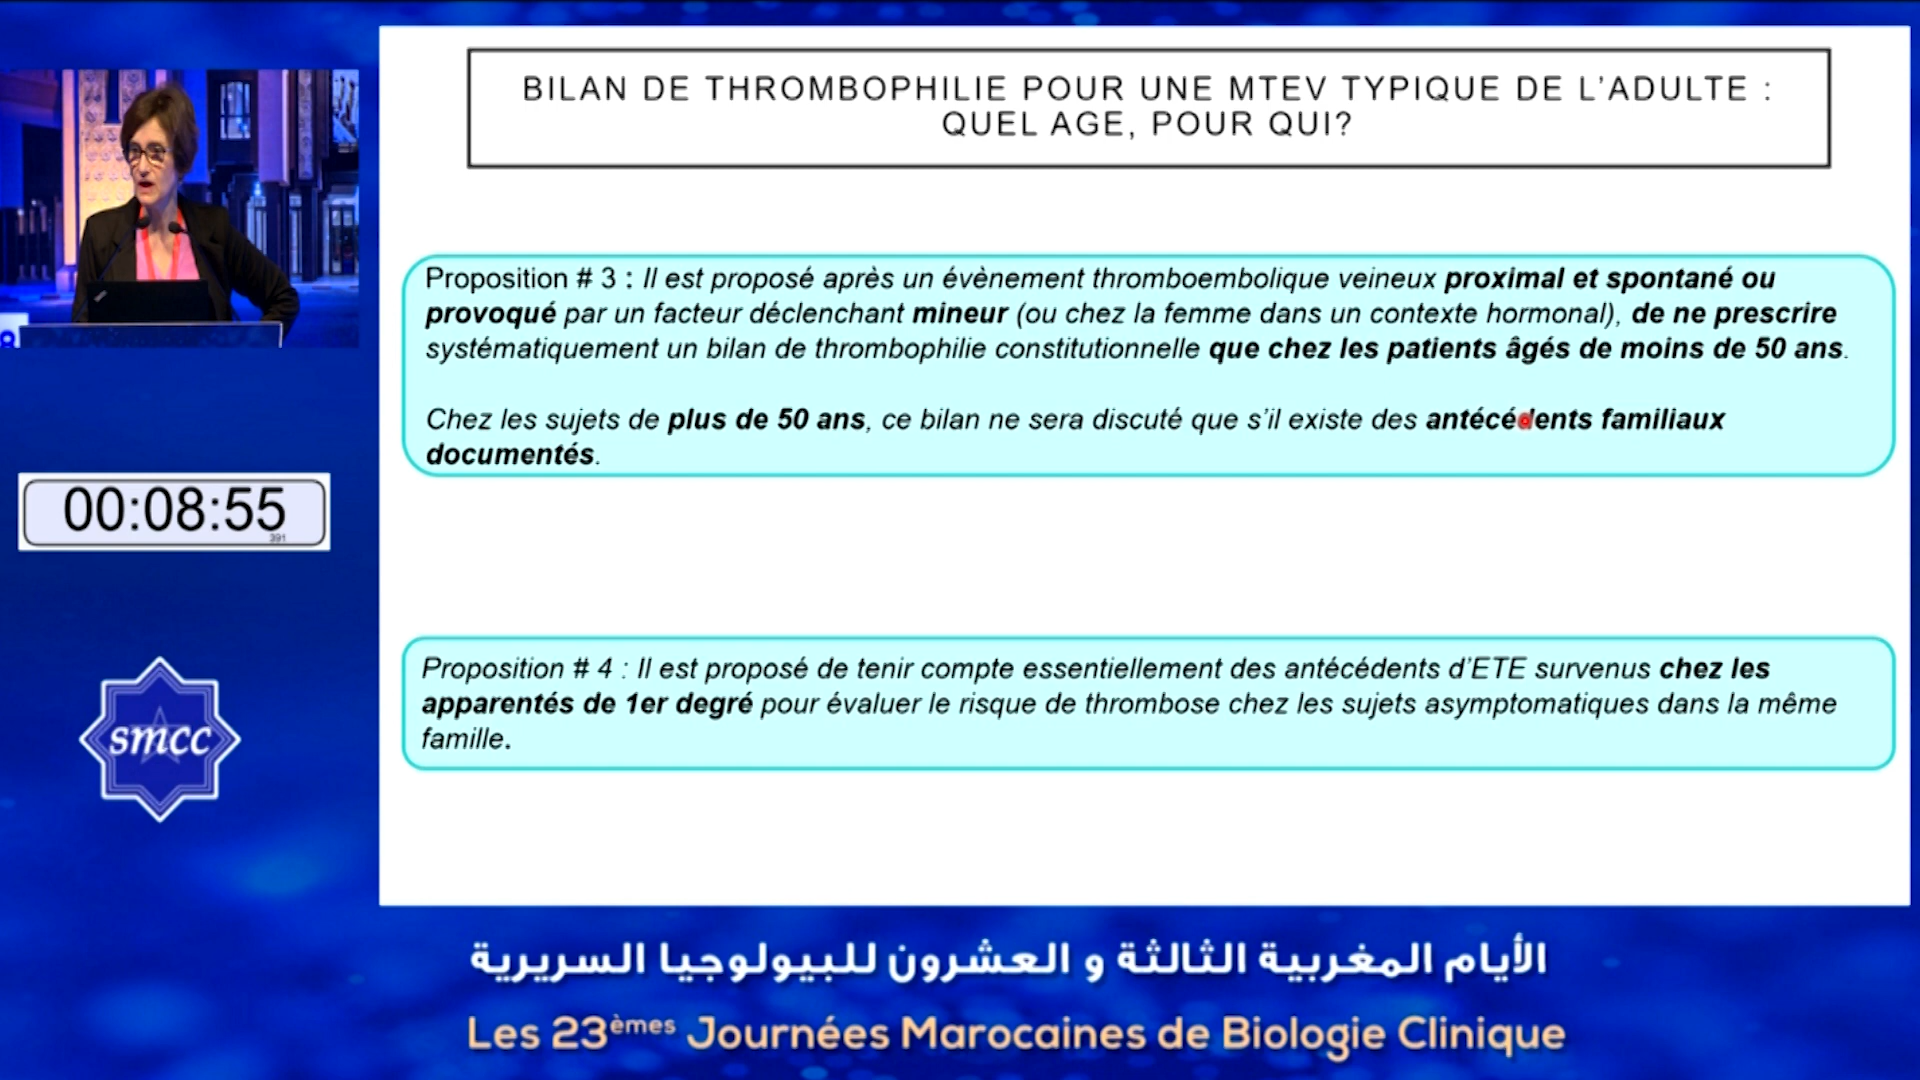 BILAN DE THROMBOPHILIE POUR UNE MTEV TYPIQUE DE L’ADULTE :
QUEL AGE, POUR QUI?
Proposition # 3 : Il est proposé après un évènement thromboembolique veineux proximal et spontané ou
provoqué par un facteur déclenchant mineur (ou chez la femme dans un contexte hormonal), de ne prescrire
systématiquement un bilan de thrombophilie constitutionnelle que chez les patients âgés de moins de 50 ans.
Chez les sujets de plus de 50 ans, ce bilan ne sera discuté que s’il existe des antécédents familiaux
documentés.
00:08:55
391
Proposition # 4 : Il est proposé de tenir compte essentiellement des antécédents d’ETE survenus chez les
apparentés de 1er degré pour évaluer le risque de thrombose chez les sujets asymptomatiques dans la même
famille.
smcc
الأيام المغربية الثالثة و العشرون للبيولوجيا السريرية
Les 23èmes Journées Marocaines de Biologie Clinique